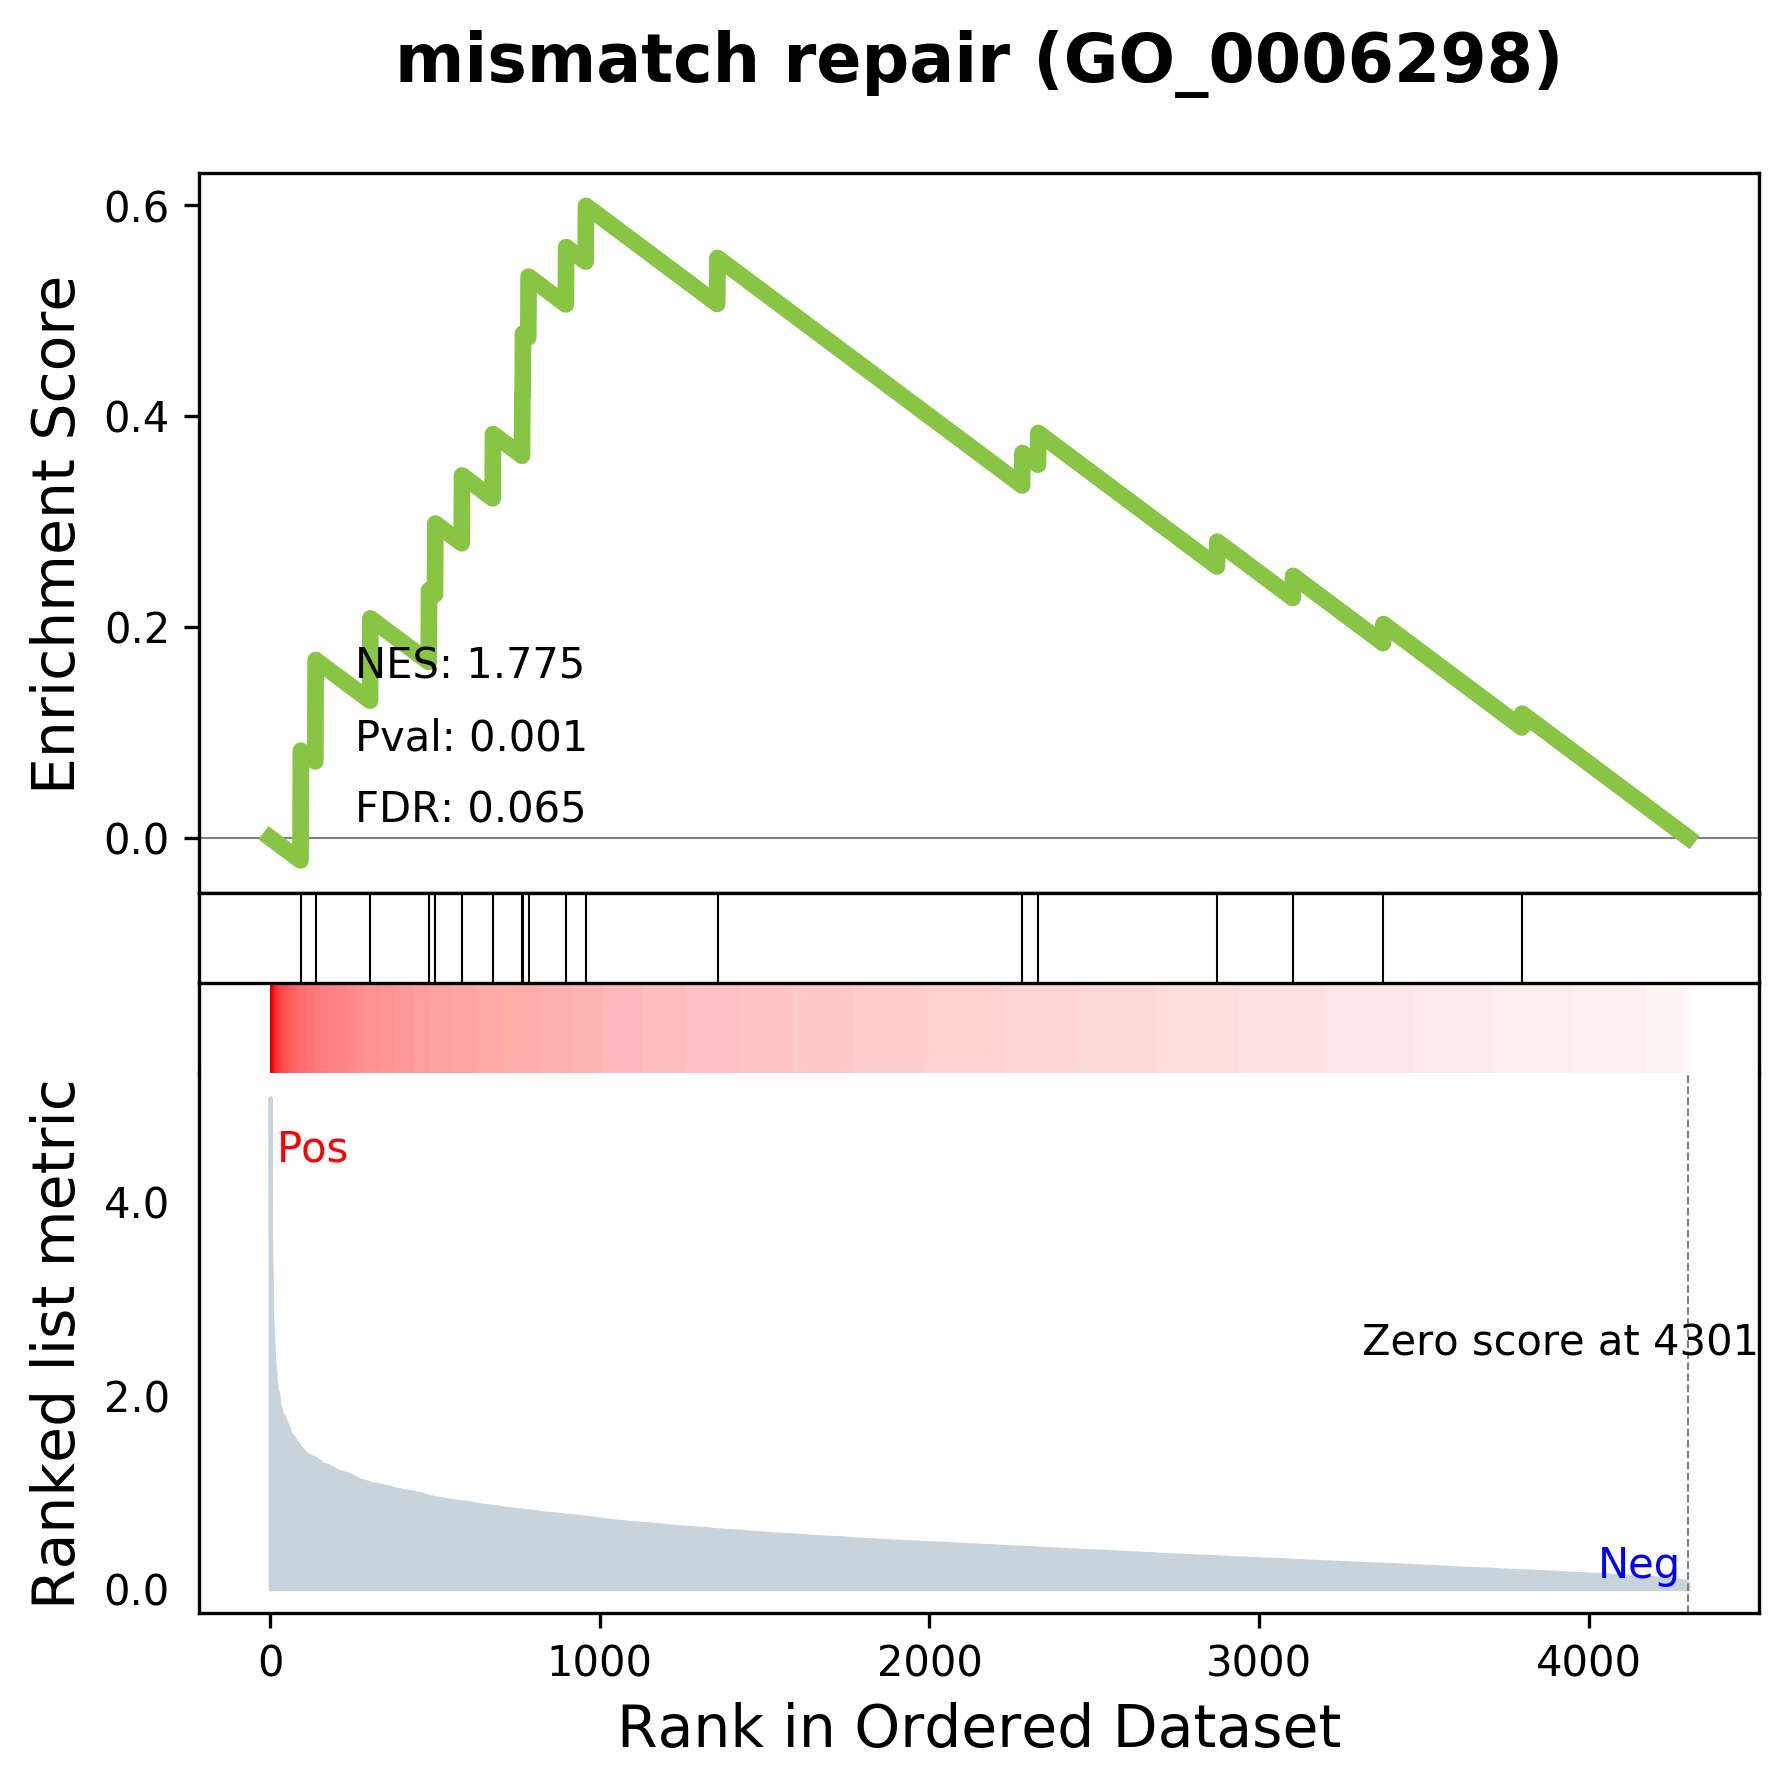 mismatch repair (GO_0006298)
Enrichment Score
0.6
0.4
0.2
0.0
NES: 1.775
Pval: 0.001
FDR: 0.065
Ranked list metric
4.0
2.0
0.0
Pos
Zero score at 4301
Neg
0
1000
2000
3000
4000
Rank in Ordered Dataset